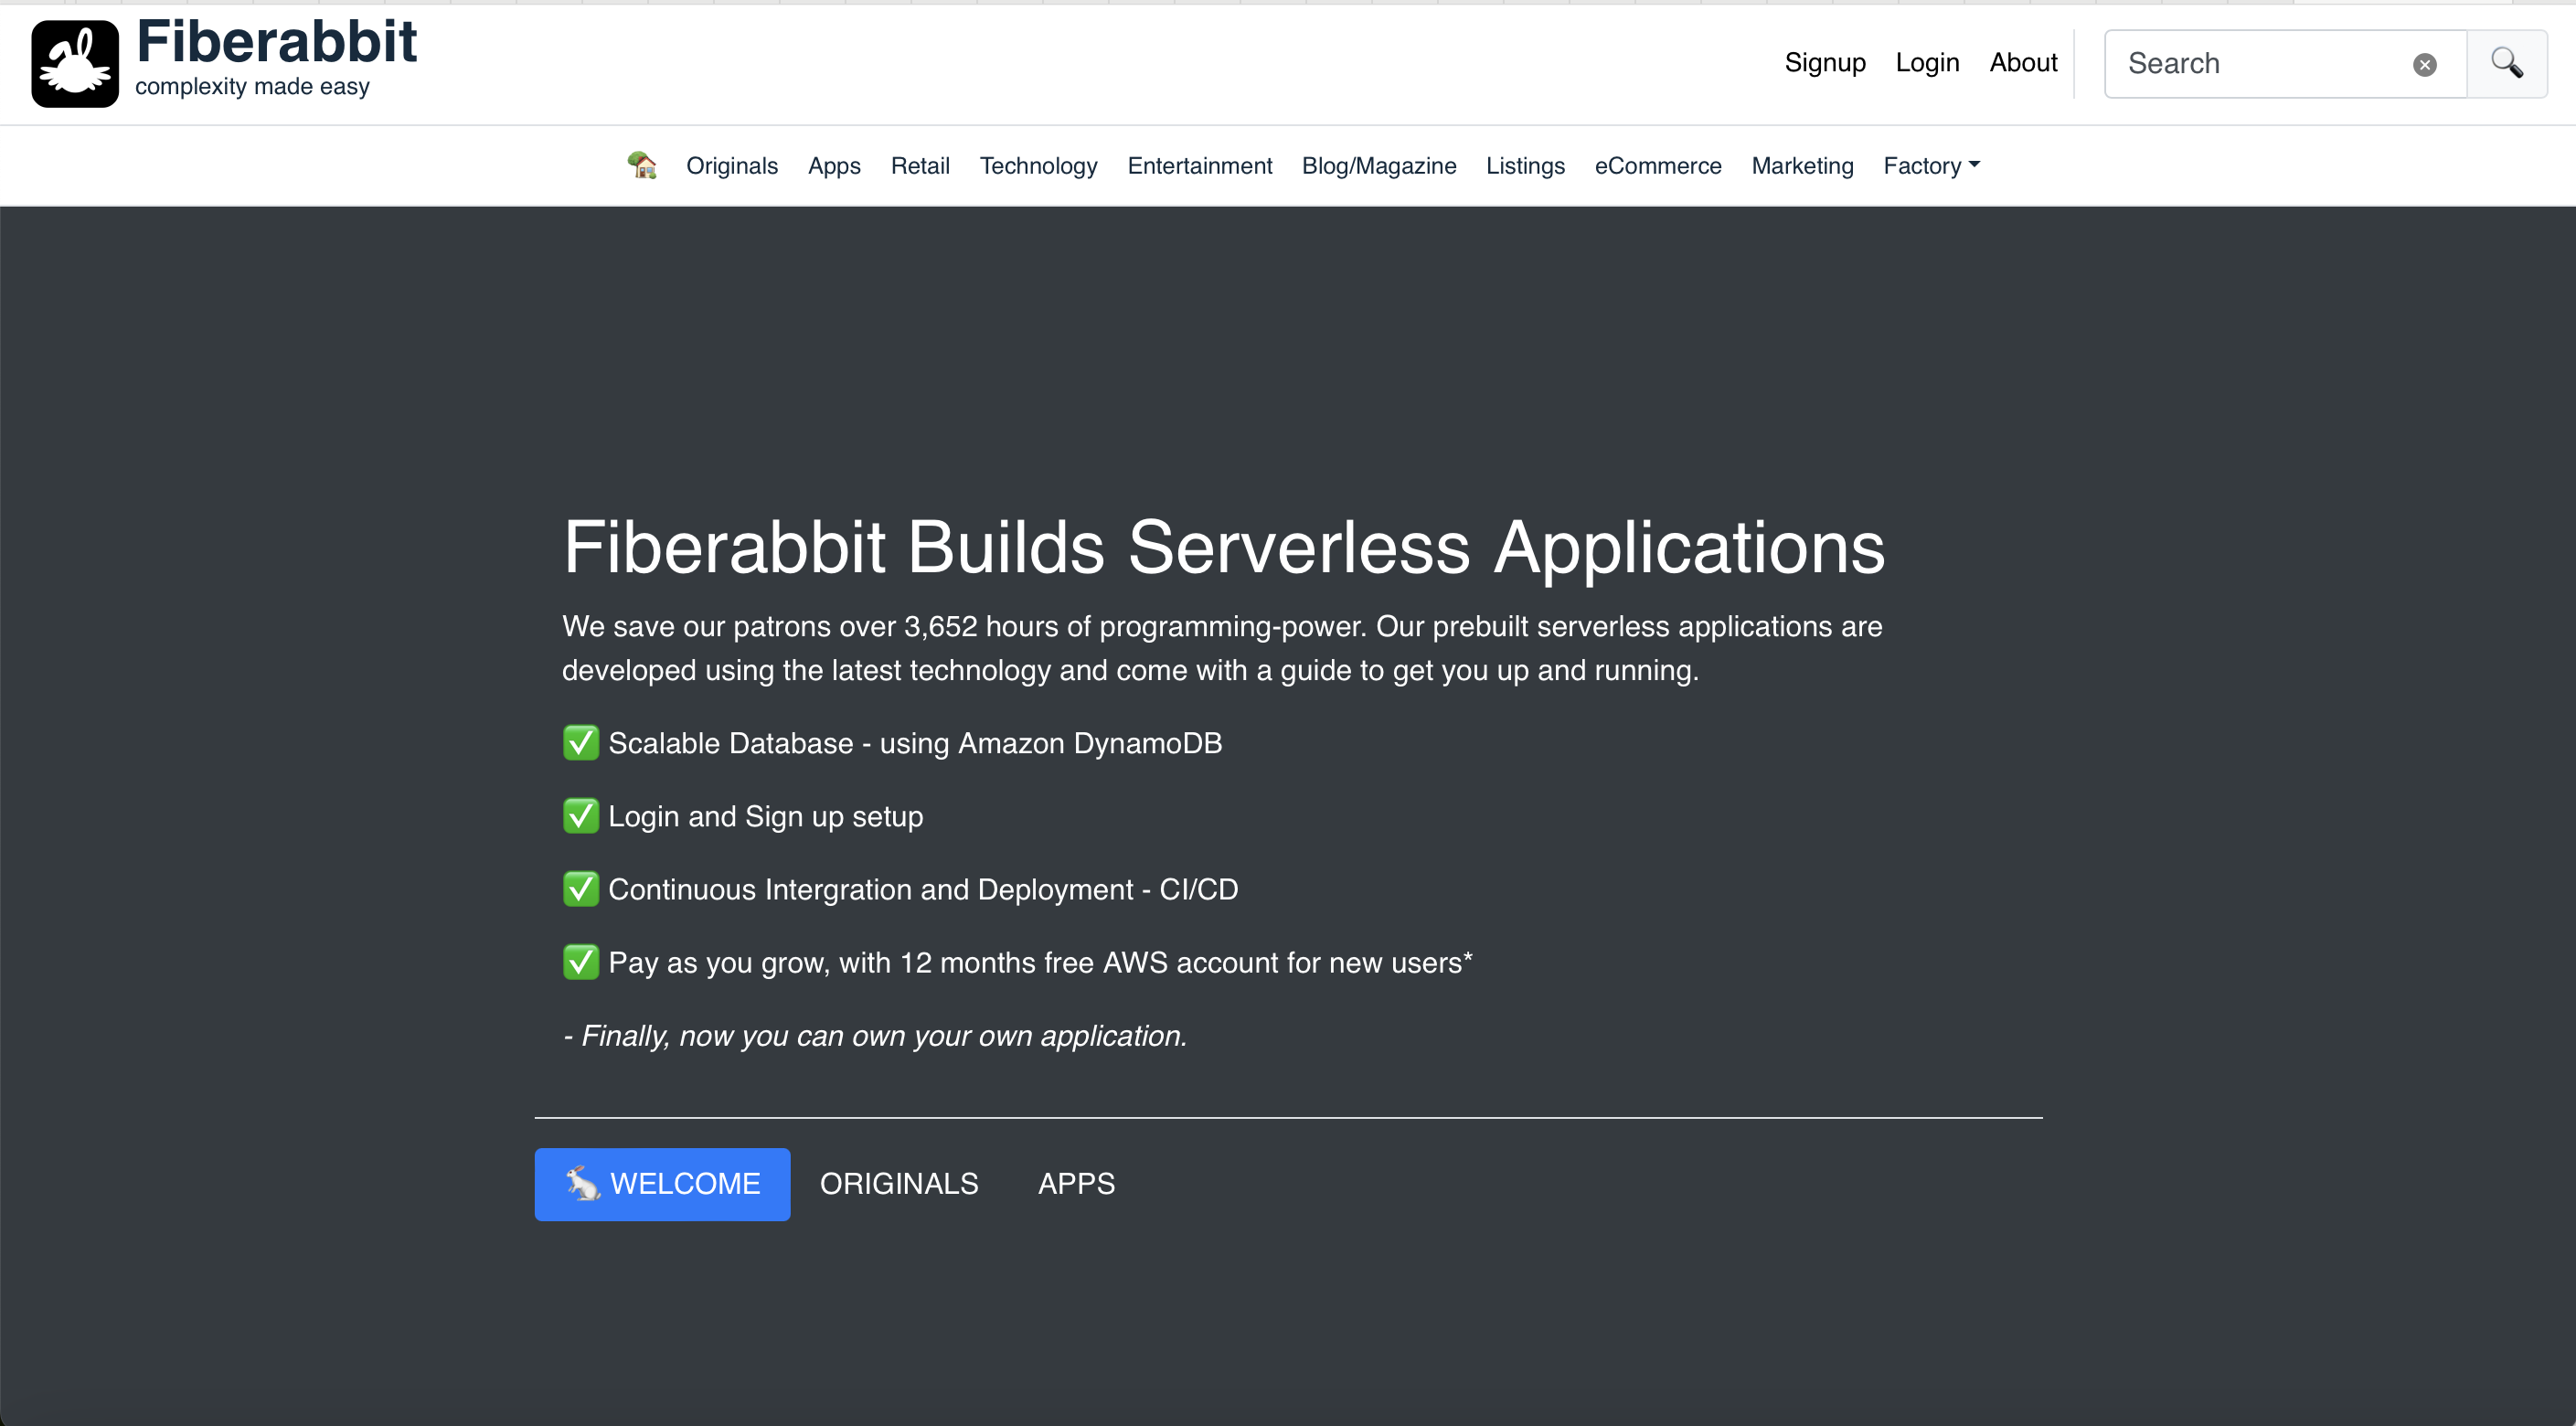 Fiberabbit
complexity made easy
Signup Login About
Search
Originals Apps Retail Technology Entertainment Blog/Magazine Listings eCommerce Marketing Factory
Fiberabbit Builds Serverless Applications
We save our patrons over 3,652 hours of programming-power. Our prebuilt serverless applications are
developed using the latest technology and come with a guide to get you up and running.
✅ Scalable Database - using Amazon DynamoDB
✅ Login and Sign up setup
✅ Continuous Intergration and Deployment - CI/CD
✅ Pay as you grow, with 12 months free AWS account for new users*
- Finally, now you can own your own application.
WELCOME ORIGINALS APPS